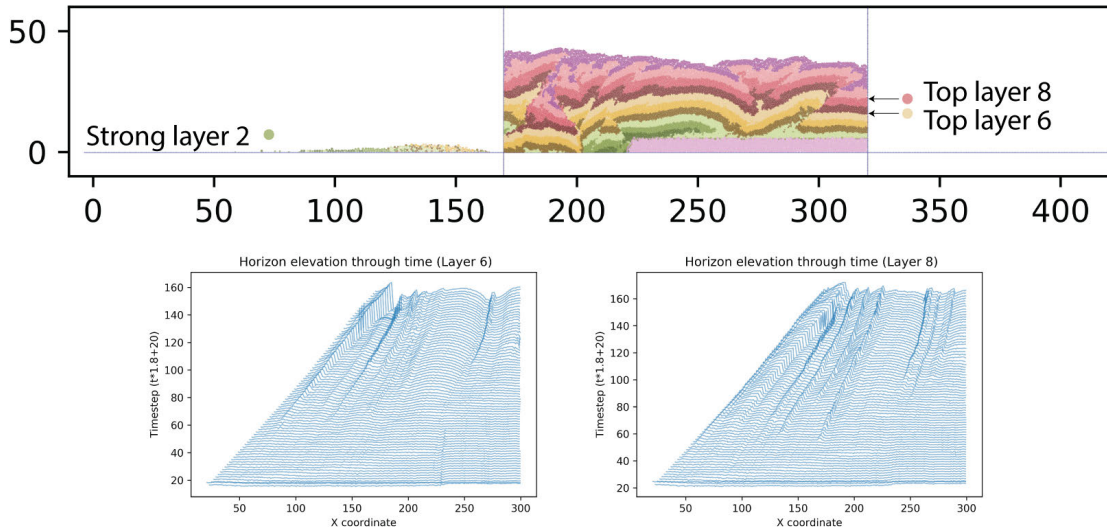 50
Strong layer 2
Top layer 8
Top layer 6
0
0 50 100 150 200 250 300 350 400
Horizon elevation through time (Layer 6)
Timestep (t*1.8+20)
160
140
120
100
80
60
40
20
50 100 150 200 250 300
X coordinate
Horizon elevation through time (Layer 8)
Timestep (t*1.8+20)
160
140
120
100
80
60
40
20
50 100 150 200 250 300
X coordinate